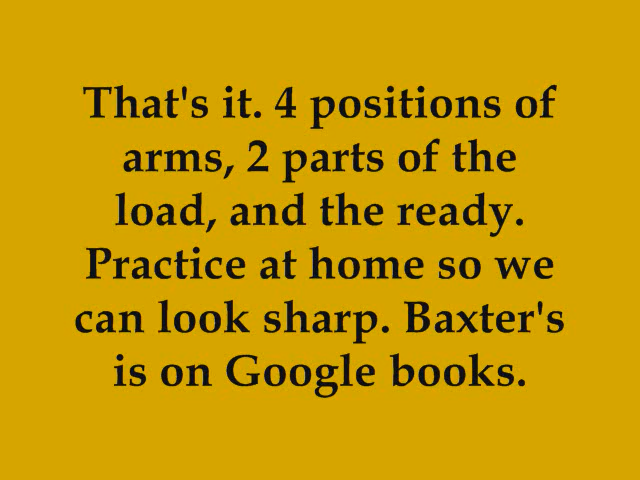 That's it. 4 positions of
arms, 2 parts of the
load, and the ready.
Practice at home so we
can look sharp. Baxter's
is on Google books.